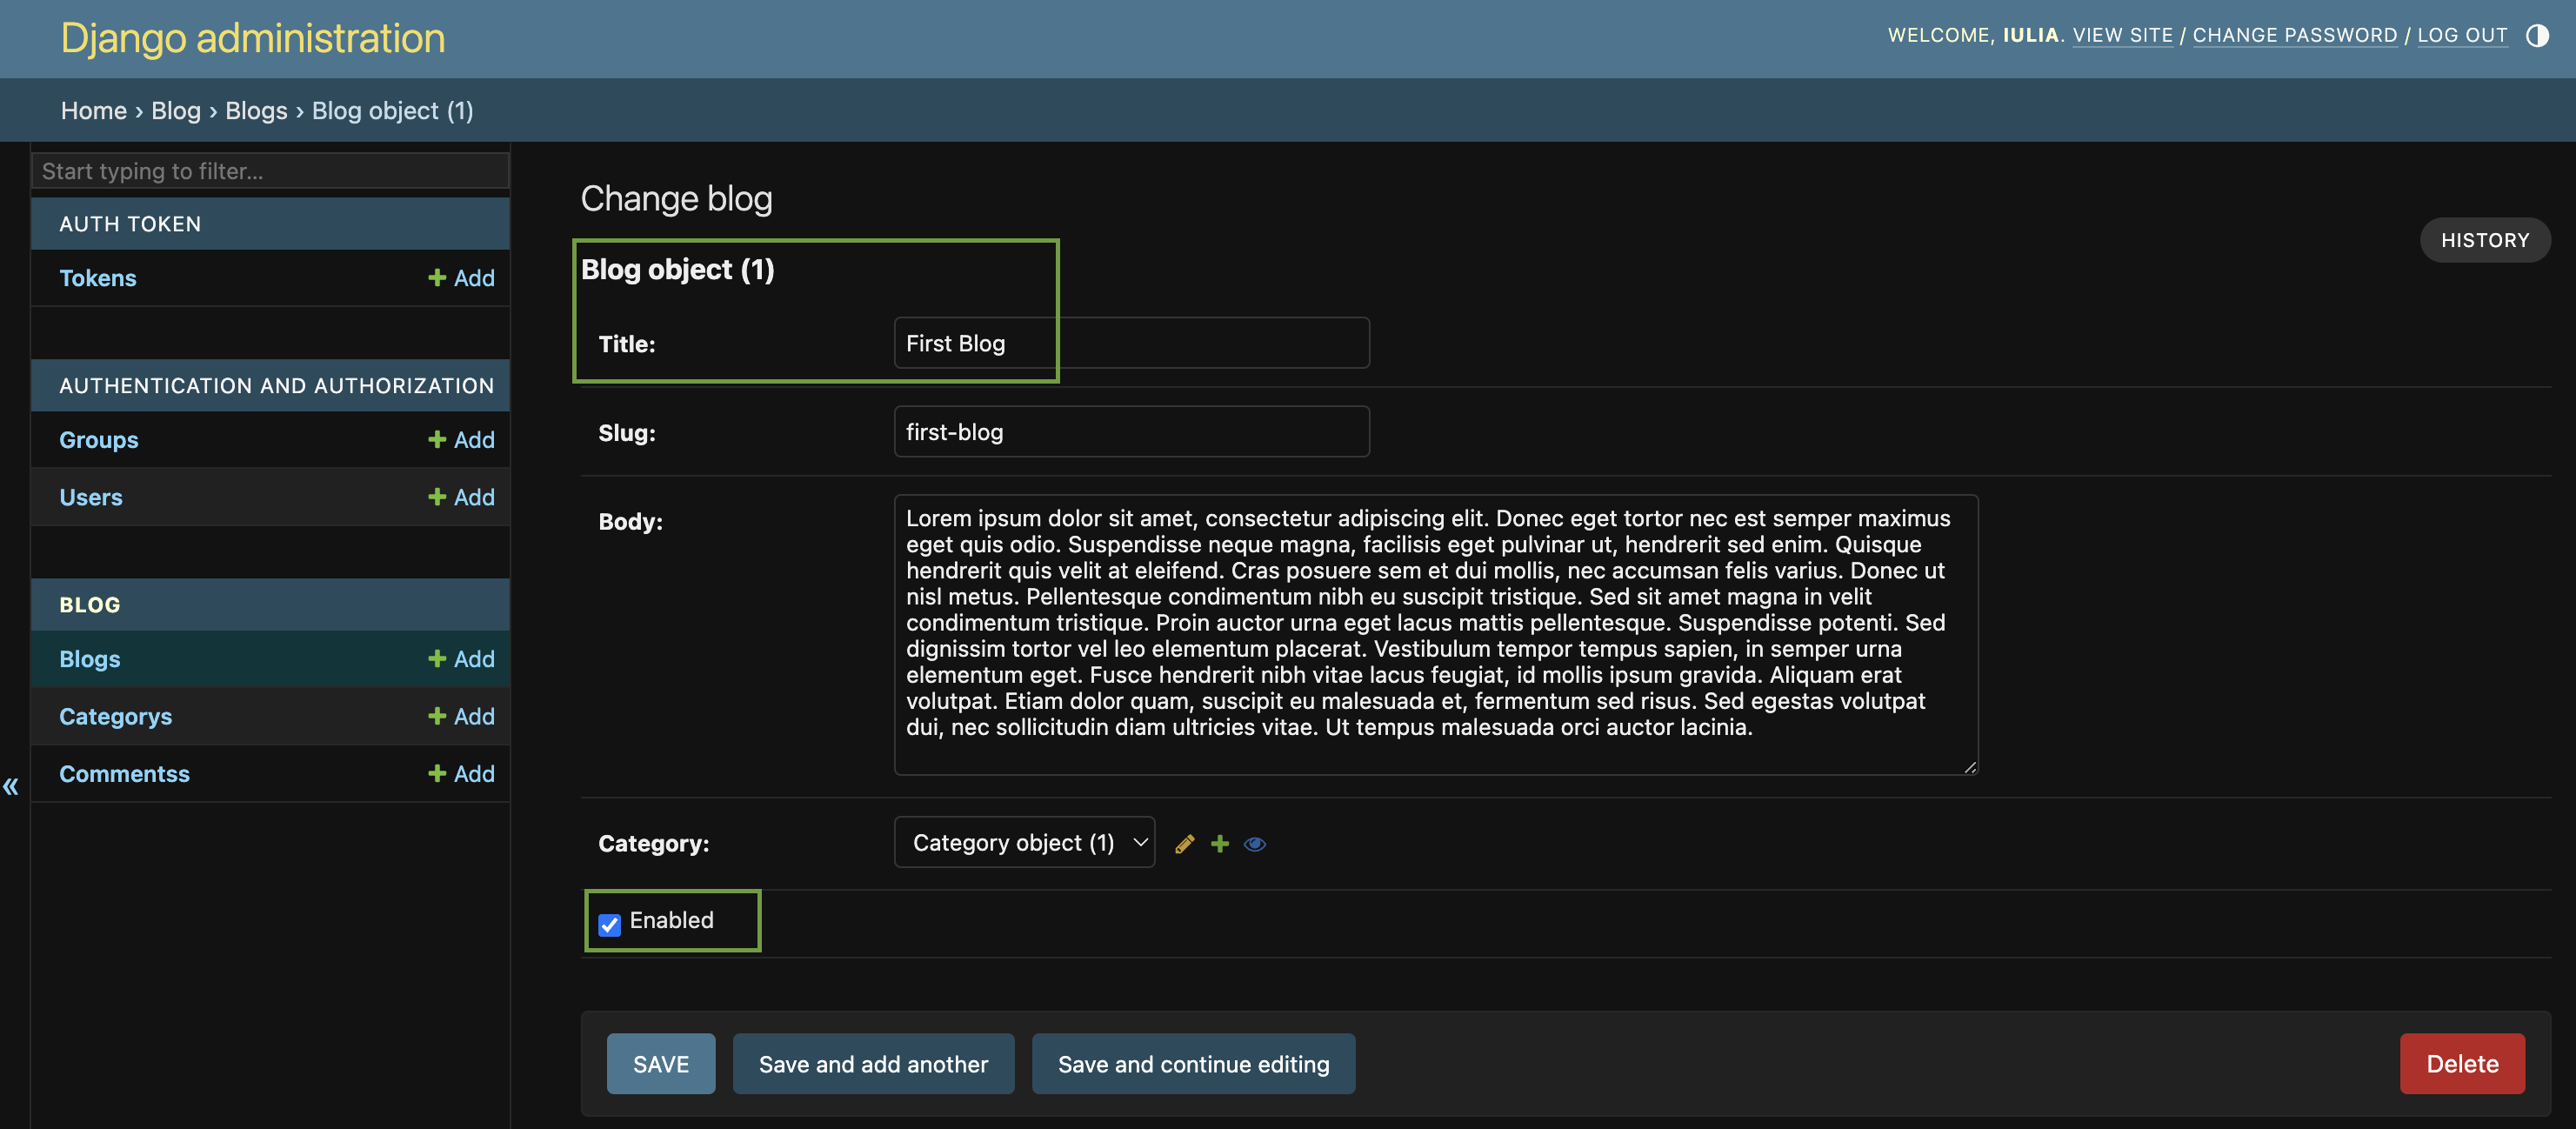 Django administration
WELCOME, IULIA. VIEW SITE / CHANGE PASSWORD / LOG OUT
Home › Blog › Blogs › Blog object (1)
Start typing to filter...
AUTH TOKEN
Tokens
Add
AUTHENTICATION AND AUTHORIZATION
Groups
Add
Users
Add
BLOG
Blogs
Add
Categorys
Add
Commentss
Add
«
Change blog
HISTORY
Blog object (1)
Title:
First Blog
Slug:
first-blog
Body:
Lorem ipsum dolor sit amet, consectetur adipiscing elit. Donec eget tortor nec est semper maximus
eget quis odio. Suspendisse neque magna, facilisis eget pulvinar ut, hendrerit sed enim. Quisque
hendrerit quis velit at eleifend. Cras posuere sem et dui mollis, nec accumsan felis varius. Donec ut
nisl metus. Pellentesque condimentum nibh eu suscipit tristique. Sed sit amet magna in velit
condimentum tristique. Proin auctor urna eget lacus mattis pellentesque. Suspendisse potenti. Sed
dignissim tortor vel leo elementum placerat. Vestibulum tempor tempus sapien, in semper urna
elementum eget. Fusce hendrerit nibh vitae lacus feugiat, id mollis ipsum gravida. Aliquam erat
volutpat. Etiam dolor quam, suscipit eu malesuada et, fermentum sed risus. Sed egestas volutpat
dui, nec sollicitudin diam ultricies vitae. Ut tempus malesuada orci auctor lacinia.
Category:
Category object (1)
Enabled
SAVE
Save and add another
Save and continue editing
Delete